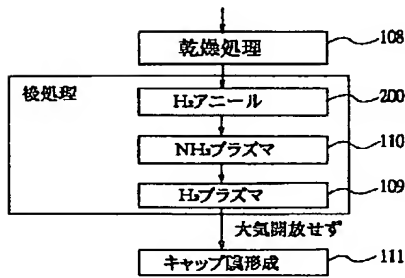 乾燥処理 108
後処理
H₂アニール 200
NH₃プラズマ 110
H₂プラズマ 109
大気開放せず
キャップ膜形成 111